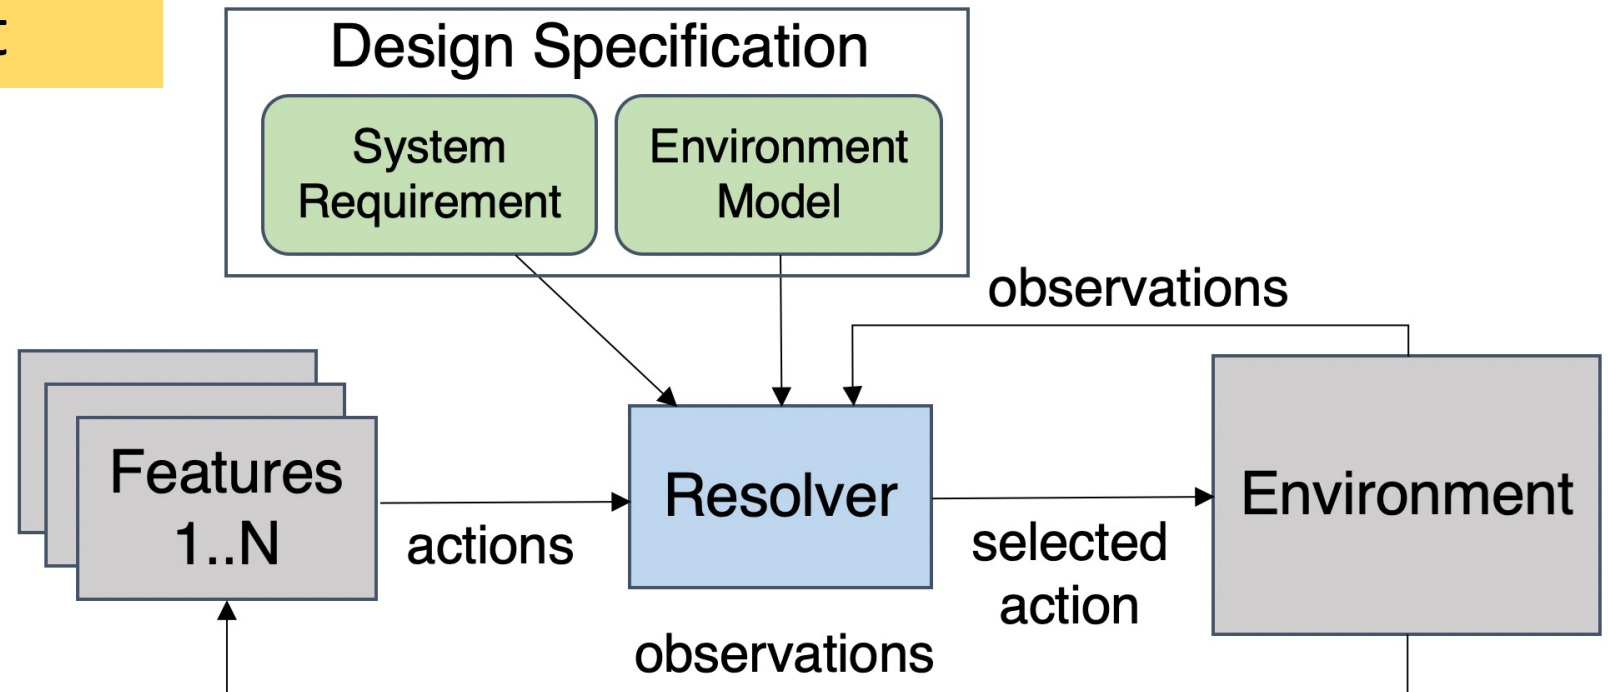 t
Design Specification
System
Requirement
Environment
Model
observations
Features
1..N
actions
Resolver
selected
action
Environment
observations